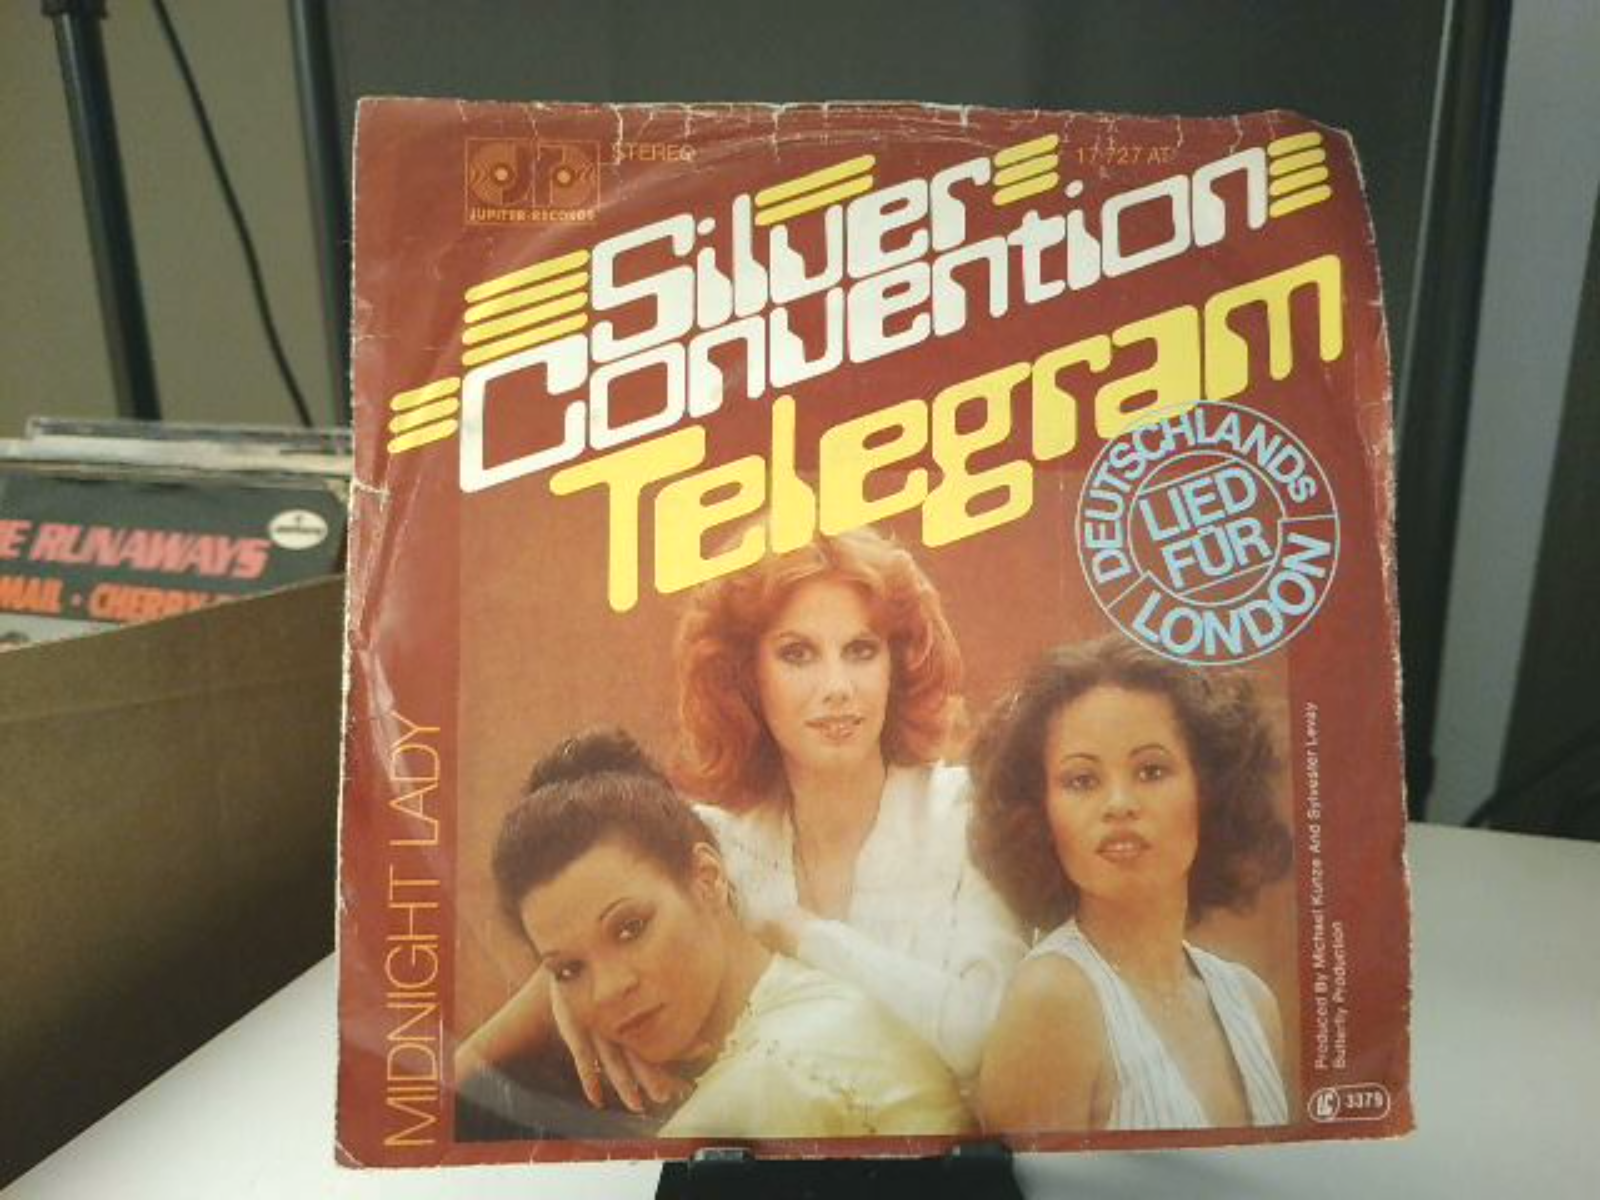 STEREO
17 727 AT
JUPITER-RECORDS
Silver
Convention
Telegram
DEUTSCHLANDS
LIED
FÜR
LONDON
MIDNIGHT LADY
Produced By Michael Kunze And Sylvester Levay
Butterfly Production
LC 3379
E RUNAWAYS
MAIL · CHERRY